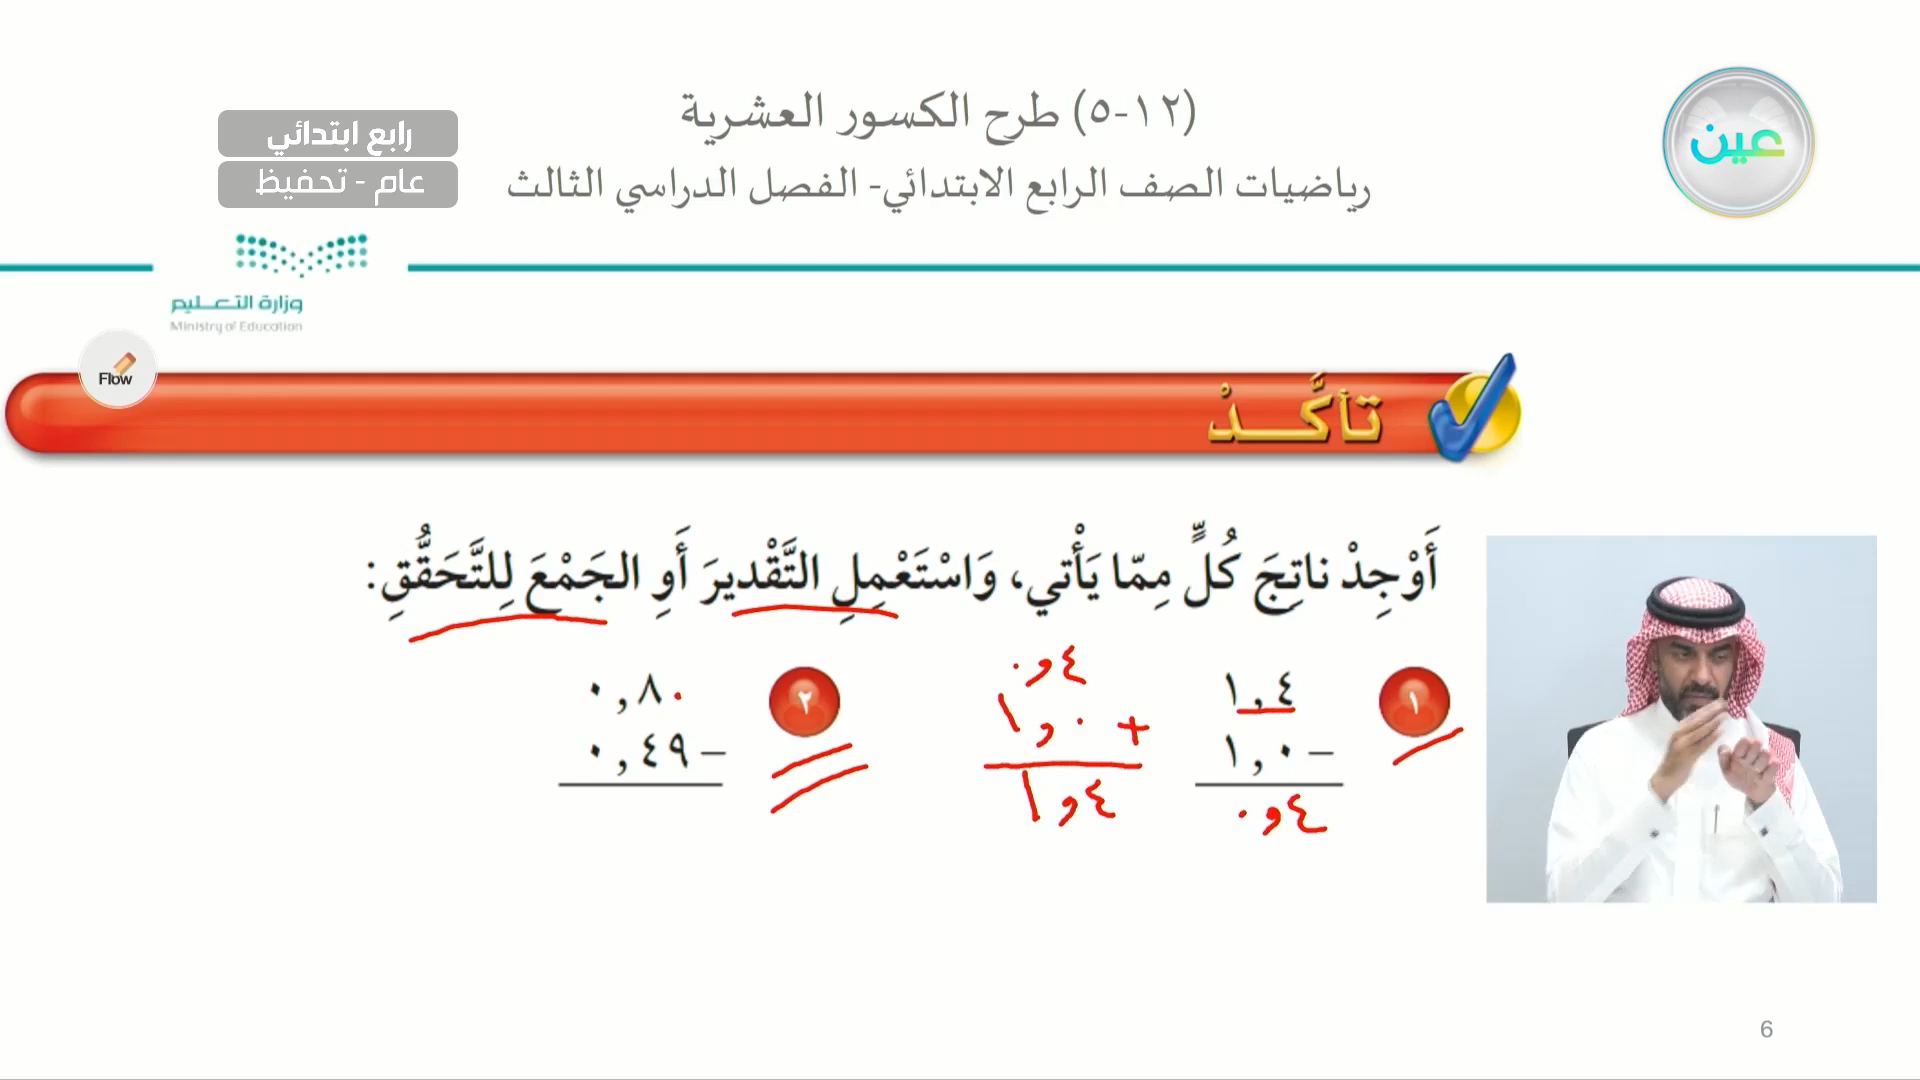 (١٢-٥) طرح الكسور العشرية
رياضيات الصف الرابع الابتدائي- الفصل الدراسي الثالث
رابع ابتدائي
عام - تحفيظ
عين
وزارة التعليم
Ministry of Education
Flow
تأكَّدْ
أَوْجِدْ ناتِجَ كُلٍّ مِمّا يَأْتي، وَاسْتَعْمِلِ التَّقْديرَ أَوِ الجَمْعَ لِلتَّحَقُّقِ:
١
١,٤
١,٠ −
٠,٤
٠,٤
١,٠ +
١,٤
٢
٠,٨٠
٠,٤٩ −
6